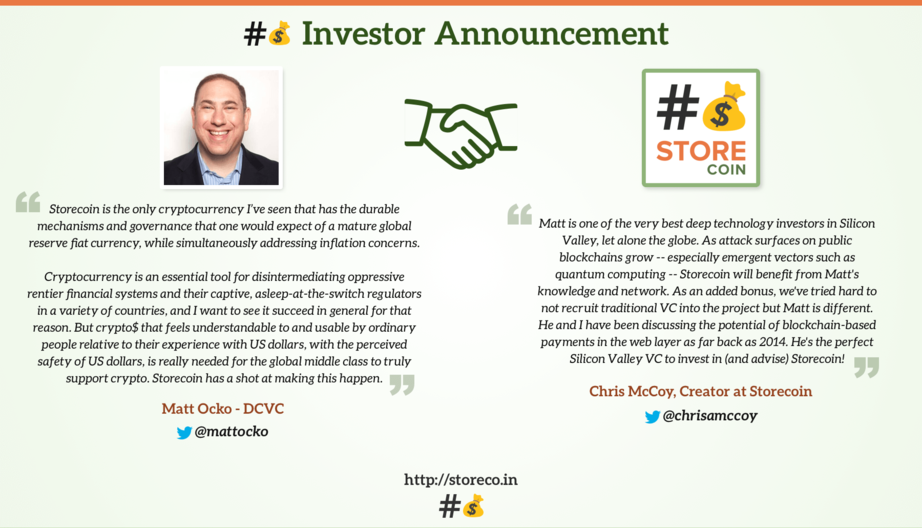 # Investor Announcement
#
STORE
COIN
Storecoin is the only cryptocurrency I've seen that has the durable
mechanisms and governance that one would expect of a mature global
reserve fiat currency, while simultaneously addressing inflation concerns.
Cryptocurrency is an essential tool for disintermediating oppressive
rentier financial systems and their captive, asleep-at-the-switch regulators
in a variety of countries, and I want to see it succeed in general for that
reason. But crypto$ that feels understandable to and usable by ordinary
people relative to their experience with US dollars, with the perceived
safety of US dollars, is really needed for the global middle class to truly
support crypto. Storecoin has a shot at making this happen.
Matt Ocko - DCVC
@mattocko
Matt is one of the very best deep technology investors in Silicon
Valley, let alone the globe. As attack surfaces on public
blockchains grow -- especially emergent vectors such as
quantum computing -- Storecoin will benefit from Matt's
knowledge and network. As an added bonus, we've tried hard to
not recruit traditional VC into the project but Matt is different.
He and I have been discussing the potential of blockchain-based
payments in the web layer as far back as 2014. He's the perfect
Silicon Valley VC to invest in (and advise) Storecoin!
Chris McCoy, Creator at Storecoin
@chrisamccoy
http://storeco.in
#